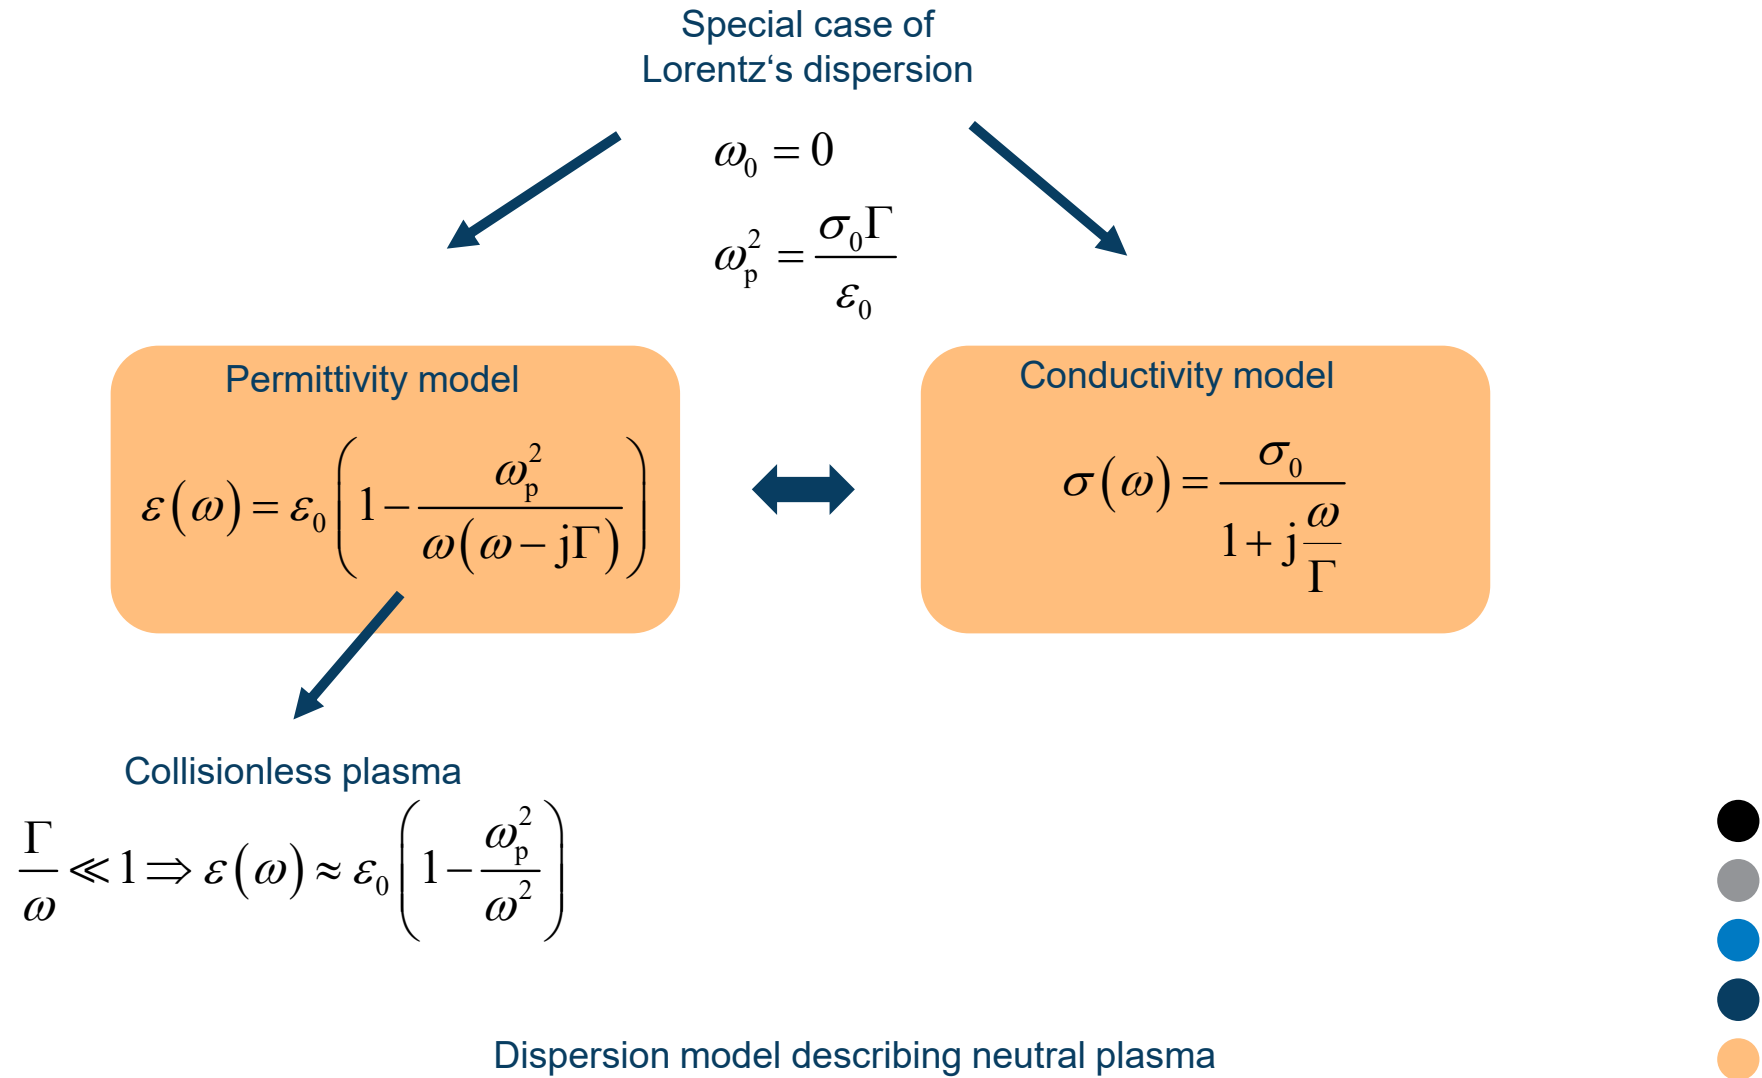 Special case of
Lorentz‘s dispersion
ω₀ = 0
ωₚ² = σ₀Γ / ε₀
Permittivity model
ε(ω) = ε₀(1 − ωₚ² / (ω(ω − jΓ)))
Conductivity model
σ(ω) = σ₀ / (1 + j ω/Γ)
Collisionless plasma
Γ/ω ≪ 1 ⇒ ε(ω) ≈ ε₀(1 − ωₚ²/ω²)
Dispersion model describing neutral plasma